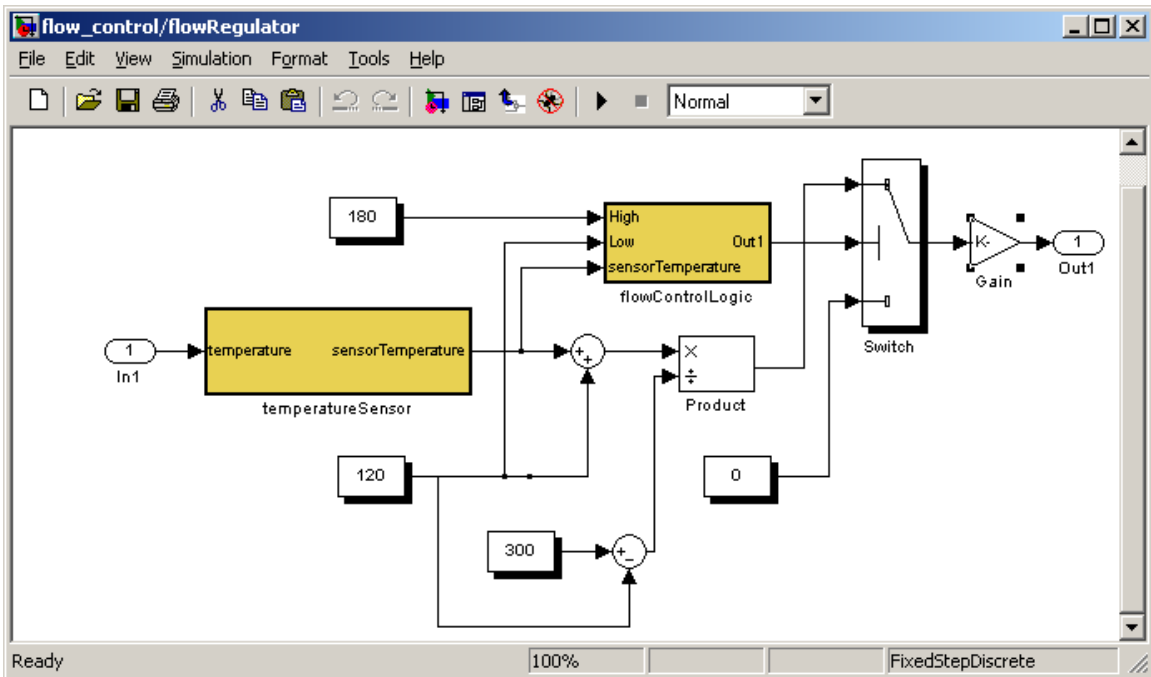 flow_control/flowRegulator
File Edit View Simulation Format Tools Help
Normal
180
High
Low Out1
sensorTemperature
flowControlLogic
K-
Gain
1
Out1
Switch
1
In1
temperature sensorTemperature
temperatureSensor
+
+
×
÷
Product
120
0
300
+
−
Ready 100% FixedStepDiscrete